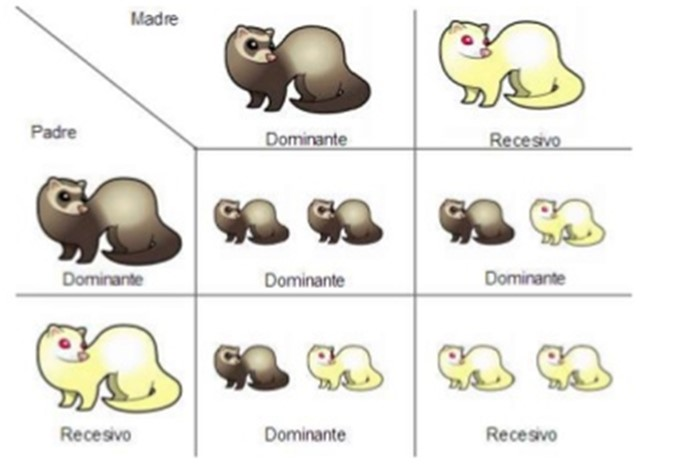 Madre
Padre
Dominante
Recesivo
Dominante
Dominante
Dominante
Recesivo
Dominante
Recesivo